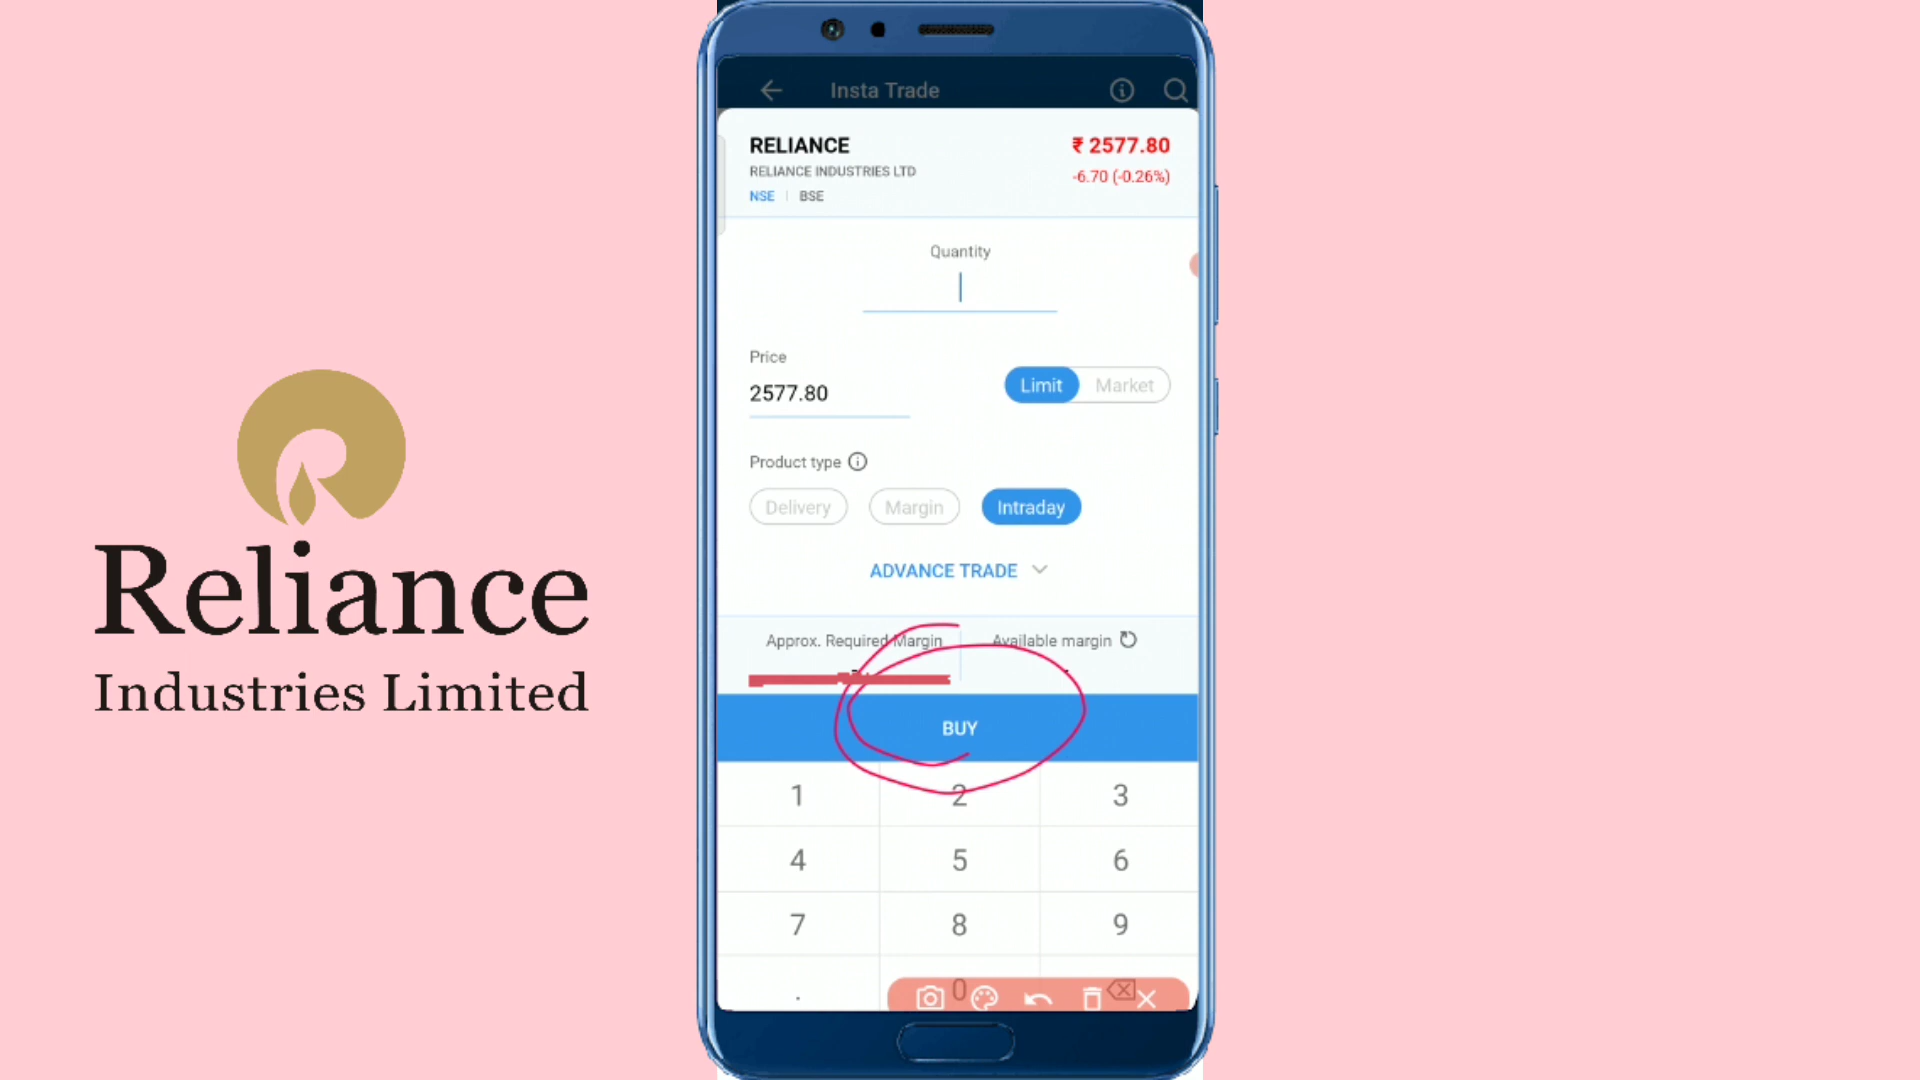 Reliance
Industries Limited
Insta Trade
RELIANCE
₹ 2577.80
RELIANCE INDUSTRIES LTD
-6.70 (-0.26%)
NSE | BSE
Quantity
Price
2577.80
Limit
Market
Product type
Delivery
Margin
Intraday
ADVANCE TRADE
Approx. Required Margin
Available margin
BUY
1 2 3
4 5 6
7 8 9
. 0